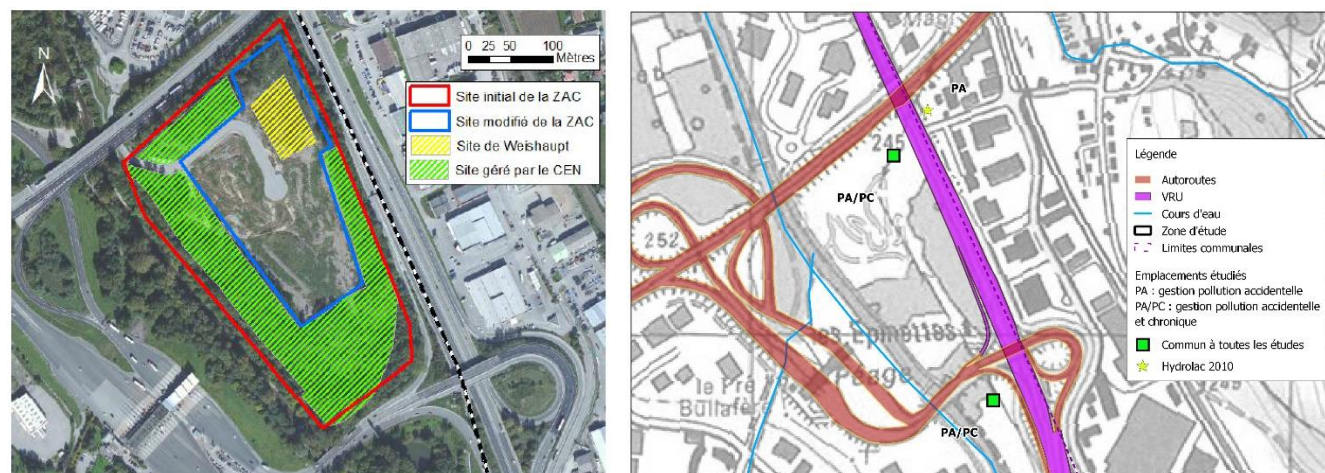 N
0 25 50 100
Mètres
Site initial de la ZAC
Site modifié de la ZAC
Site de Weishaupt
Site géré par le CEN
PA
245
PA/PC
252
Péage
le Pré
Bullafère
PA/PC
Légende
Autoroutes
VRU
Cours d'eau
Zone d'étude
Limites communales
Emplacements étudiés
PA : gestion pollution accidentelle
PA/PC : gestion pollution accidentelle
et chronique
Commun à toutes les études
Hydrolac 2010